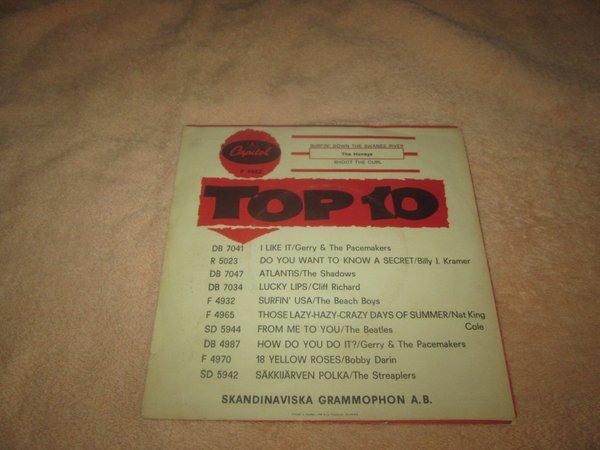 Capitol
F 4952
SURFIN' DOWN THE SWANEE RIVER
The Honeys
SHOOT THE CURL
TOP 10
DB 7041 I LIKE IT/Gerry & The Pacemakers
R 5023 DO YOU WANT TO KNOW A SECRET/Billy J. Kramer
DB 7047 ATLANTIS/The Shadows
DB 7034 LUCKY LIPS/Cliff Richard
F 4932 SURFIN' USA/The Beach Boys
F 4965 THOSE LAZY-HAZY-CRAZY DAYS OF SUMMER/Nat King
Cole
SD 5944 FROM ME TO YOU/The Beatles
DB 4987 HOW DO YOU DO IT?/Gerry & The Pacemakers
F 4970 18 YELLOW ROSES/Bobby Darin
SD 5942 SÄKKIJÄRVEN POLKA/The Streaplers
SKANDINAVISKA GRAMMOPHON A.B.